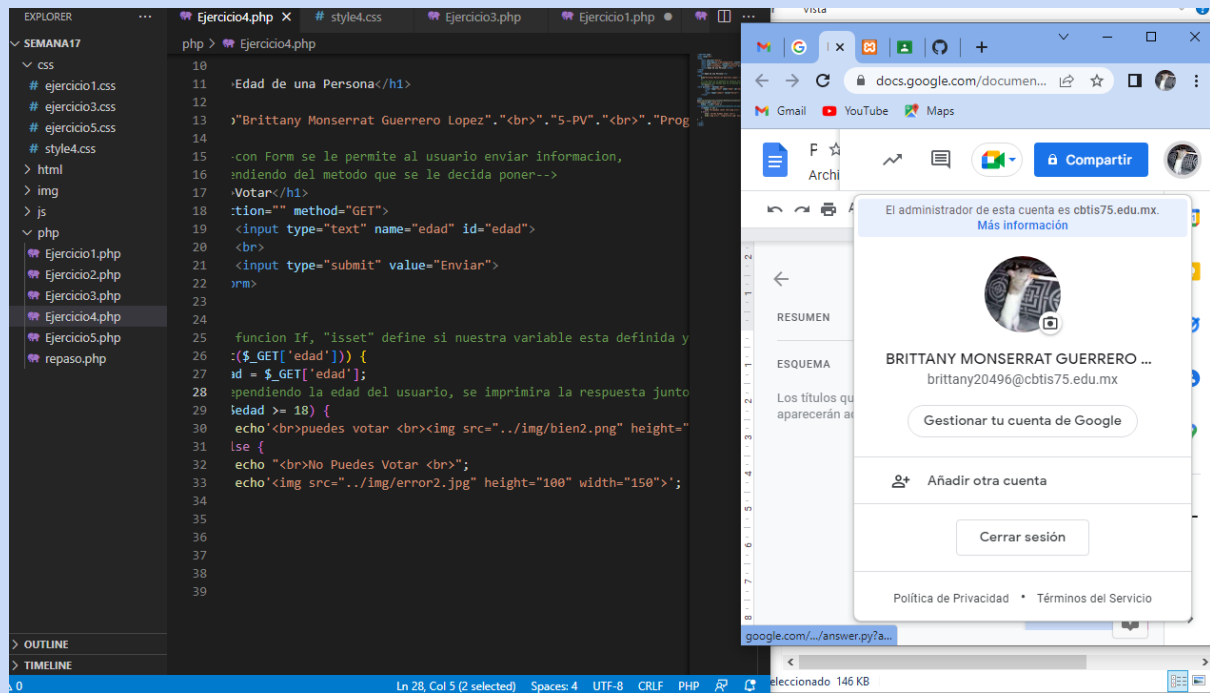 EXPLORER
SEMANA17
css
# ejercicio1.css
# ejercicio3.css
# ejercicio5.css
# style4.css
html
img
js
php
Ejercicio1.php
Ejercicio2.php
Ejercicio3.php
Ejercicio4.php
Ejercicio5.php
repaso.php
OUTLINE
TIMELINE
Ejercicio4.php
# style4.css
Ejercicio3.php
Ejercicio1.php
php > Ejercicio4.php
10
11 >Edad de una Persona</h1>
12
13 "Brittany Monserrat Guerrero Lopez"."<br>"."5-PV"."<br>"."Prog
14
15 con Form se le permite al usuario enviar informacion,
16 endiendo del metodo que se le decida poner-->
17 >Votar</h1>
18 tion="" method="GET">
19 <input type="text" name="edad" id="edad">
20 <br>
21 <input type="submit" value="Enviar">
22 orm>
23
24
25 funcion If, "isset" define si nuestra variable esta definida y
26 t($_GET['edad'])) {
27 ad = $_GET['edad'];
28 ependiendo la edad del usuario, se imprimira la respuesta junto
29 $edad >= 18) {
30 echo'<br>puedes votar <br><img src="../img/bien2.png" height="
31 lse {
32 echo "<br>No Puedes Votar <br>";
33 echo'<img src="../img/error2.jpg" height="100" width="150">';
34
35
36
37
38
39
0
Ln 28, Col 5 (2 selected) Spaces: 4 UTF-8 CRLF PHP
Vista
docs.google.com/documen...
Gmail YouTube Maps
P
Archi
Compartir
El administrador de esta cuenta es cbtis75.edu.mx.
Más información
RESUMEN
ESQUEMA
Los títulos qu
aparecerán a
BRITTANY MONSERRAT GUERRERO ...
brittany20496@cbtis75.edu.mx
Gestionar tu cuenta de Google
Añadir otra cuenta
Cerrar sesión
Política de Privacidad • Términos del Servicio
google.com/.../answer.py?a...
eleccionado 146 KB